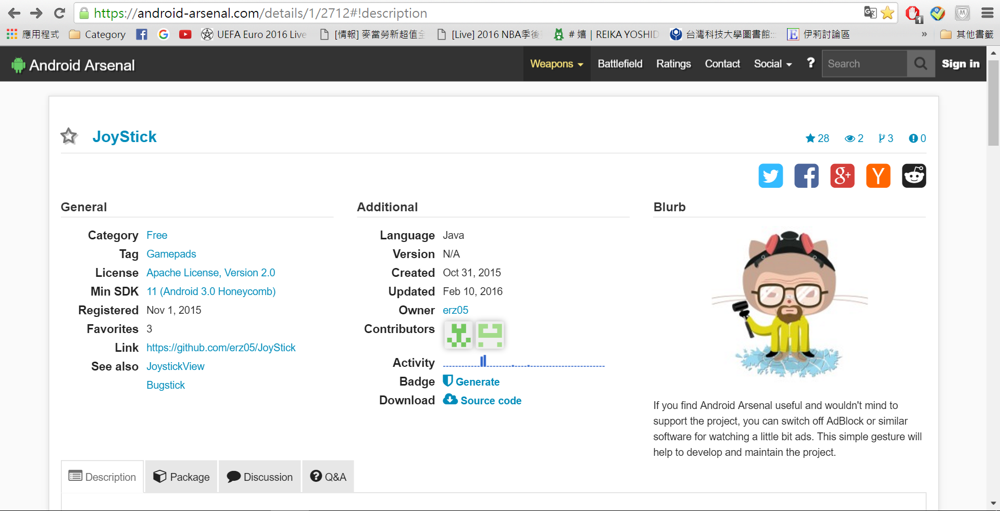 https://android-arsenal.com/details/1/2712#!description
1
應用程式 Category UEFA Euro 2016 Live [情報] 麥當勞新超值全 [Live] 2016 NBA季後 # 嬉 | REIKA YOSHID 台灣科技大學圖書館::: 伊莉討論區 » 其他書籤
Android Arsenal Weapons Battlefield Ratings Contact Social ? Search Sign in
JoyStick 28 2 3 0
General
Category Free
Tag Gamepads
License Apache License, Version 2.0
Min SDK 11 (Android 3.0 Honeycomb)
Registered Nov 1, 2015
Favorites 3
Link https://github.com/erz05/JoyStick
See also JoystickView
Bugstick
Additional
Language Java
Version N/A
Created Oct 31, 2015
Updated Feb 10, 2016
Owner erz05
Contributors
Activity
Badge Generate
Download Source code
Blurb
If you find Android Arsenal useful and wouldn't mind to
support the project, you can switch off AdBlock or similar
software for watching a little bit ads. This simple gesture will
help to develop and maintain the project.
Description Package Discussion Q&A